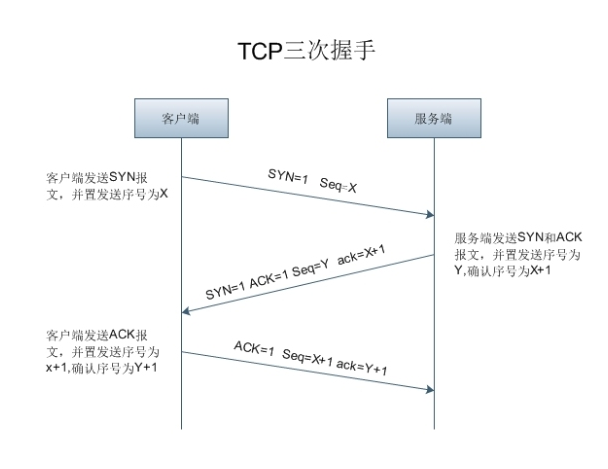 TCP三次握手
客户端
服务端
客户端发送SYN报
文，并置发送序号为X
SYN=1 Seq=X
服务端发送SYN和ACK
报文，并置发送序号为
Y,确认序号为X+1
SYN=1 ACK=1 Seq=Y ack=X+1
客户端发送ACK报
文，并置发送序号为
x+1,确认序号为Y+1
ACK=1 Seq=X+1 ack=Y+1